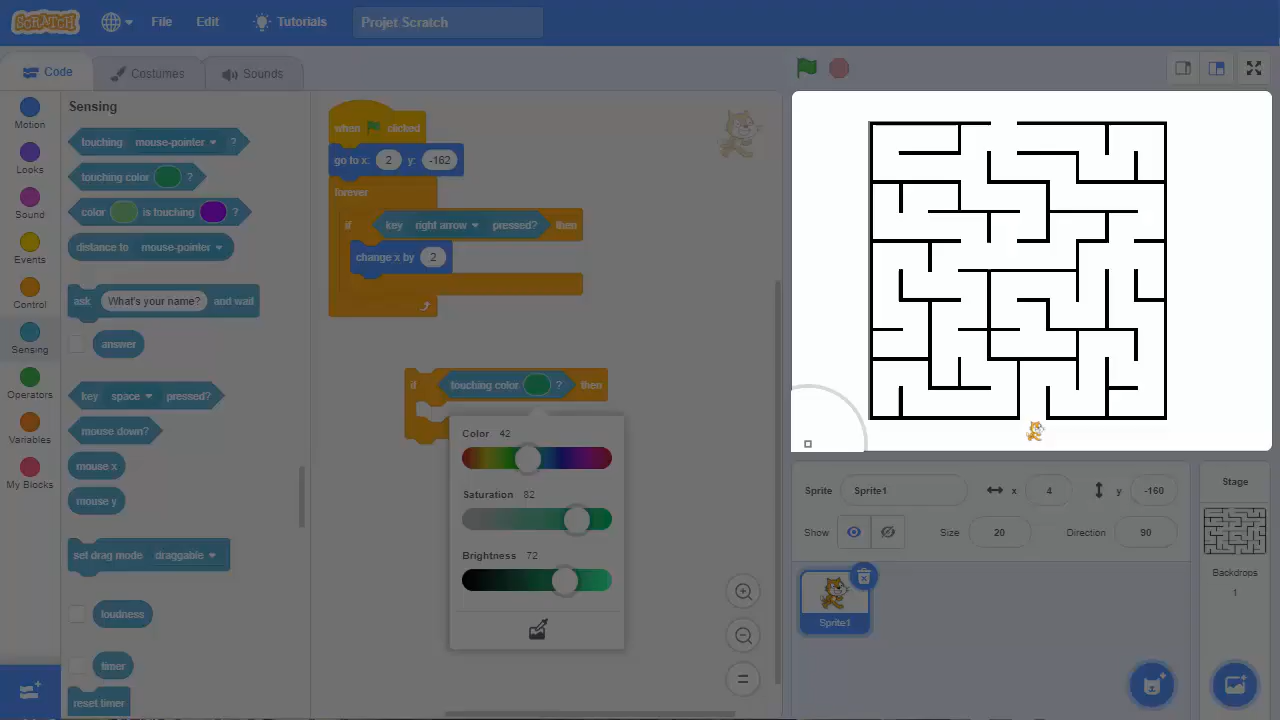 SCRATCH File Edit Tutorials Projet Scratch
Code Costumes Sounds
Motion
Looks
Sound
Events
Control
Sensing
Operators
Variables
My Blocks
Sensing
touching mouse-pointer ?
touching color ?
color is touching ?
distance to mouse-pointer
ask What's your name? and wait
answer
key space pressed?
mouse down?
mouse x
mouse y
set drag mode draggable
loudness
timer
reset timer
when clicked
go to x: 2 y: -162
forever
if key right arrow pressed? then
change x by 2
if touching color ? then
Color 42
Saturation 82
Brightness 72
Sprite Sprite1 x 4 y -160
Show Size 20 Direction 90
Sprite1
Stage
Backdrops
1